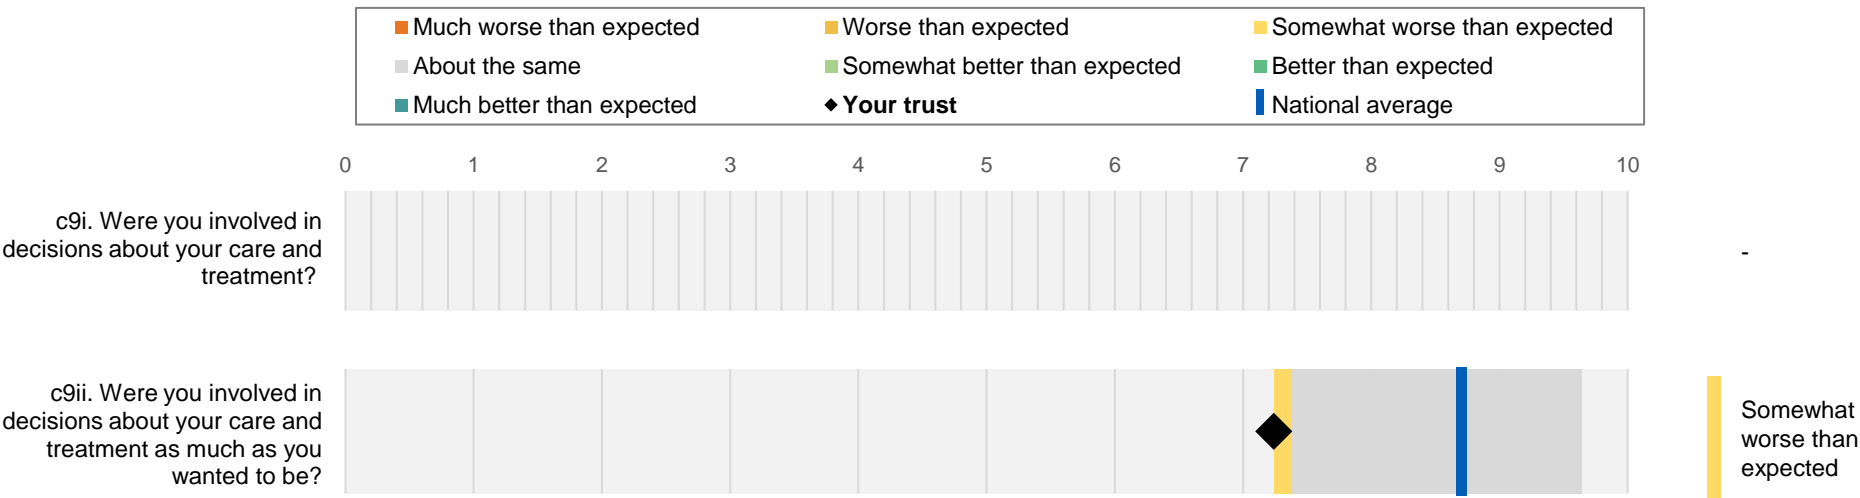 Much worse than expected
Worse than expected
Somewhat worse than expected
About the same
Somewhat better than expected
Better than expected
Much better than expected
Your trust
National average
0 1 2 3 4 5 6 7 8 9 10
c9i. Were you involved in
decisions about your care and
treatment?
-
c9ii. Were you involved in
decisions about your care and
treatment as much as you
wanted to be?
Somewhat
worse than
expected